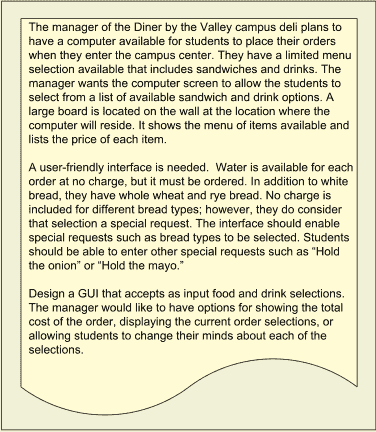 The manager of the Diner by the Valley campus deli plans to
have a computer available for students to place their orders
when they enter the campus center. They have a limited menu
selection available that includes sandwiches and drinks. The
manager wants the computer screen to allow the students to
select from a list of available sandwich and drink options. A
large board is located on the wall at the location where the
computer will reside. It shows the menu of items available and
lists the price of each item.

A user-friendly interface is needed.  Water is available for each
order at no charge, but it must be ordered. In addition to white
bread, they have whole wheat and rye bread. No charge is
included for different bread types; however, they do consider
that selection a special request. The interface should enable
special requests such as bread types to be selected. Students
should be able to enter other special requests such as “Hold
the onion” or “Hold the mayo.”

Design a GUI that accepts as input food and drink selections.
The manager would like to have options for showing the total
cost of the order, displaying the current order selections, or
allowing students to change their minds about each of the
selections.